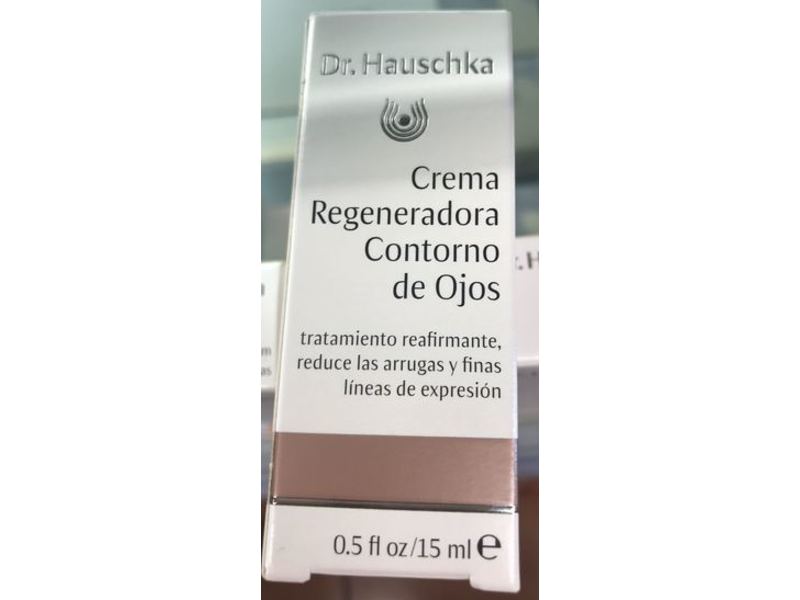 Dr. Hauschka
Crema
Regeneradora
Contorno
de Ojos
tratamiento reafirmante,
reduce las arrugas y finas
líneas de expresión
0.5 fl oz/15 ml ℮